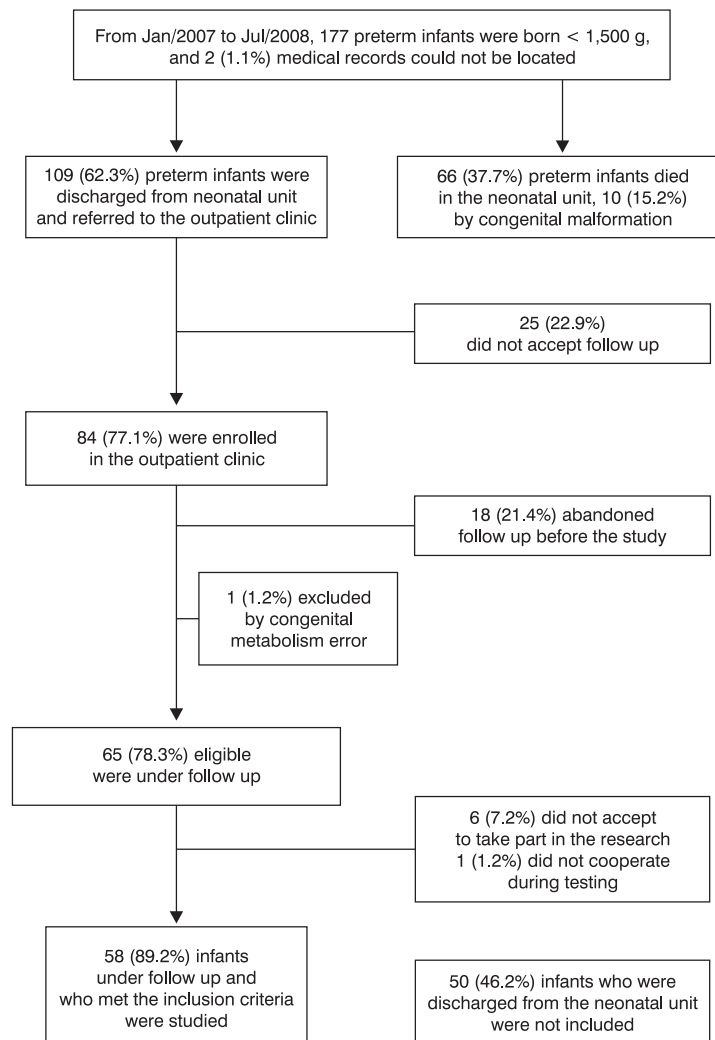 From Jan/2007 to Jul/2008, 177 preterm infants were born < 1,500 g,
and 2 (1.1%) medical records could not be located
109 (62.3%) preterm infants were
discharged from neonatal unit
and referred to the outpatient clinic
66 (37.7%) preterm infants died
in the neonatal unit, 10 (15.2%)
by congenital malformation
25 (22.9%)
did not accept follow up
84 (77.1%) were enrolled
in the outpatient clinic
18 (21.4%) abandoned
follow up before the study
1 (1.2%) excluded
by congenital
metabolism error
65 (78.3%) eligible
were under follow up
6 (7.2%) did not accept
to take part in the research
1 (1.2%) did not cooperate
during testing
58 (89.2%) infants
under follow up and
who met the inclusion criteria
were studied
50 (46.2%) infants who were
discharged from the neonatal unit
were not included